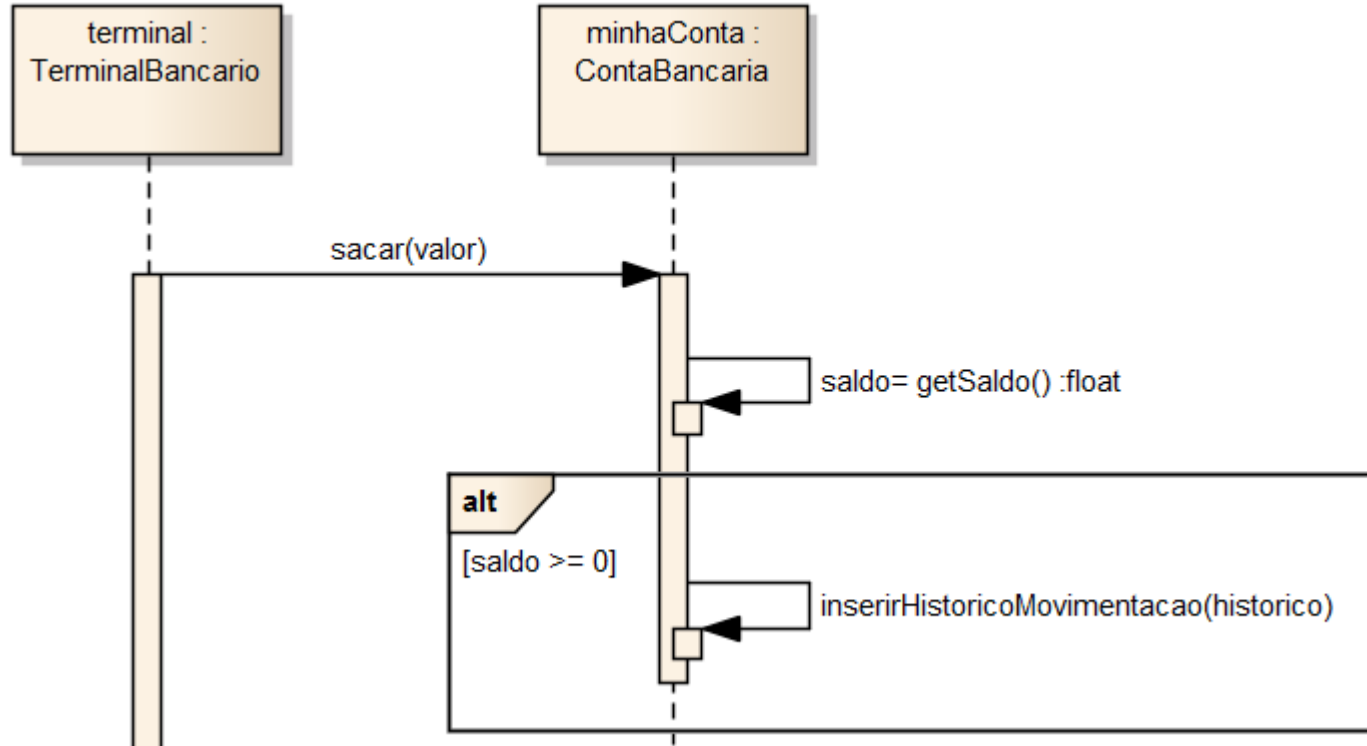 terminal :
TerminalBancario
minhaConta :
ContaBancaria
sacar(valor)
saldo= getSaldo() :float
alt
[saldo >= 0]
inserirHistoricoMovimentacao(historico)